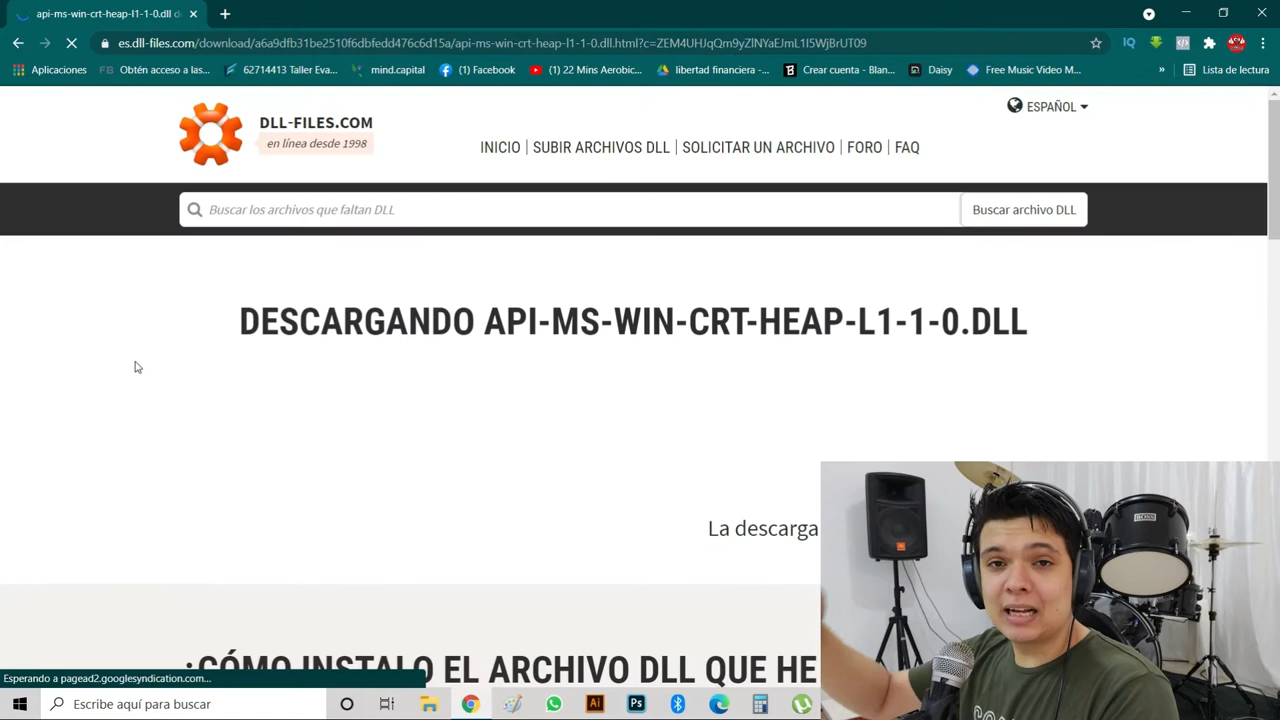 api-ms-win-crt-heap-l1-1-0.dll d
es.dll-files.com/download/a6a9dfb31be2510f6dbfedd476c6d15a/api-ms-win-crt-heap-l1-1-0.dll.html?c=ZEM4UHJqQm9yZlNYaEJmL1I5WjBrUT09
Aplicaciones
Obtén acceso a las...
62714413 Taller Eva...
mind.capital
(1) Facebook
(1) 22 Mins Aerobic...
libertad financiera -...
Crear cuenta - Blan...
Daisy
Free Music Video M...
»
Lista de lectura
DLL-FILES.COM
en línea desde 1998
ESPAÑOL
INICIO | SUBIR ARCHIVOS DLL | SOLICITAR UN ARCHIVO | FORO | FAQ
Buscar los archivos que faltan DLL
Buscar archivo DLL
DESCARGANDO API-MS-WIN-CRT-HEAP-L1-1-0.DLL
La descarga
¿CÓMO INSTALO EL ARCHIVO DLL QUE HE
Esperando a pagead2.googlesyndication.com...
Escribe aquí para buscar
Ai
Ps